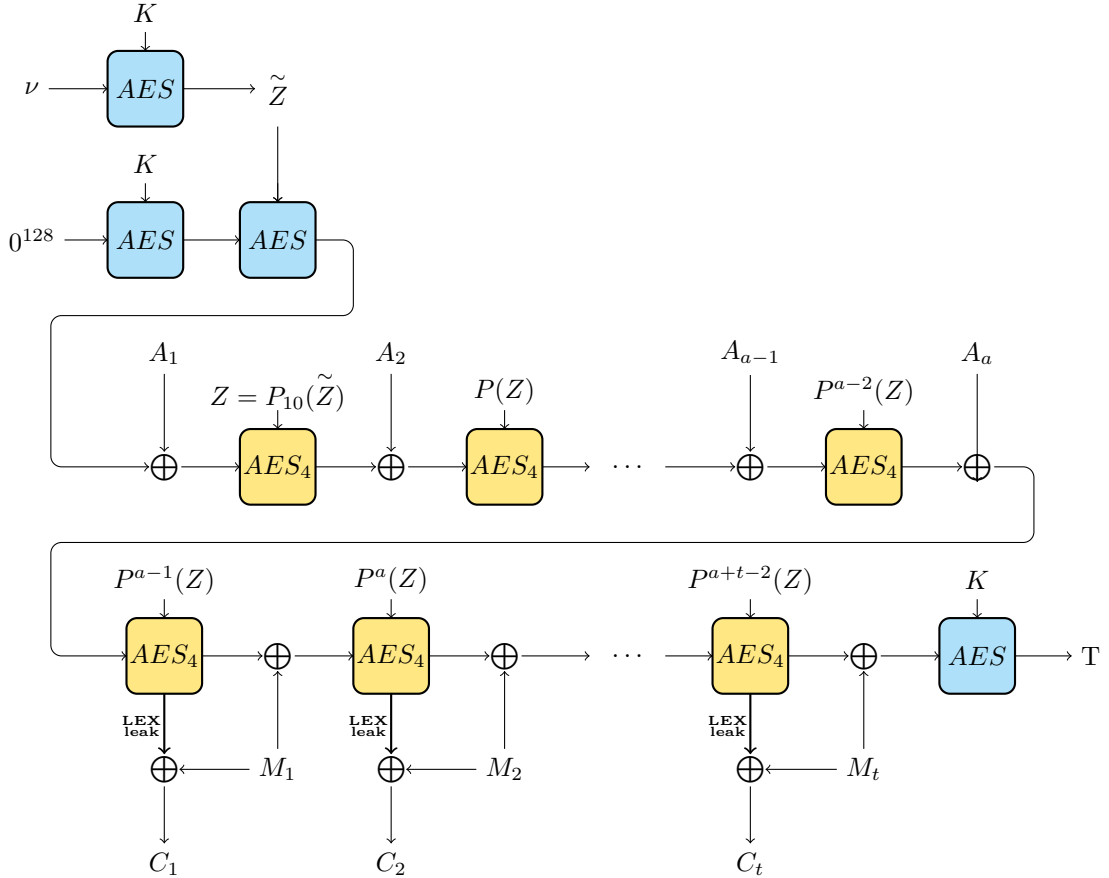 K
ν AES Z̃
K
0^128 AES AES
A_1 A_2 A_{a−1} A_a
Z = P_10(Z̃) P(Z) P^{a−2}(Z)
AES_4 AES_4 ··· AES_4
P^{a−1}(Z) P^a(Z) P^{a+t−2}(Z) K
AES_4 AES_4 ··· AES_4 AES T
LEX LEX LEX
leak leak leak
M_1 M_2 M_t
C_1 C_2 C_t